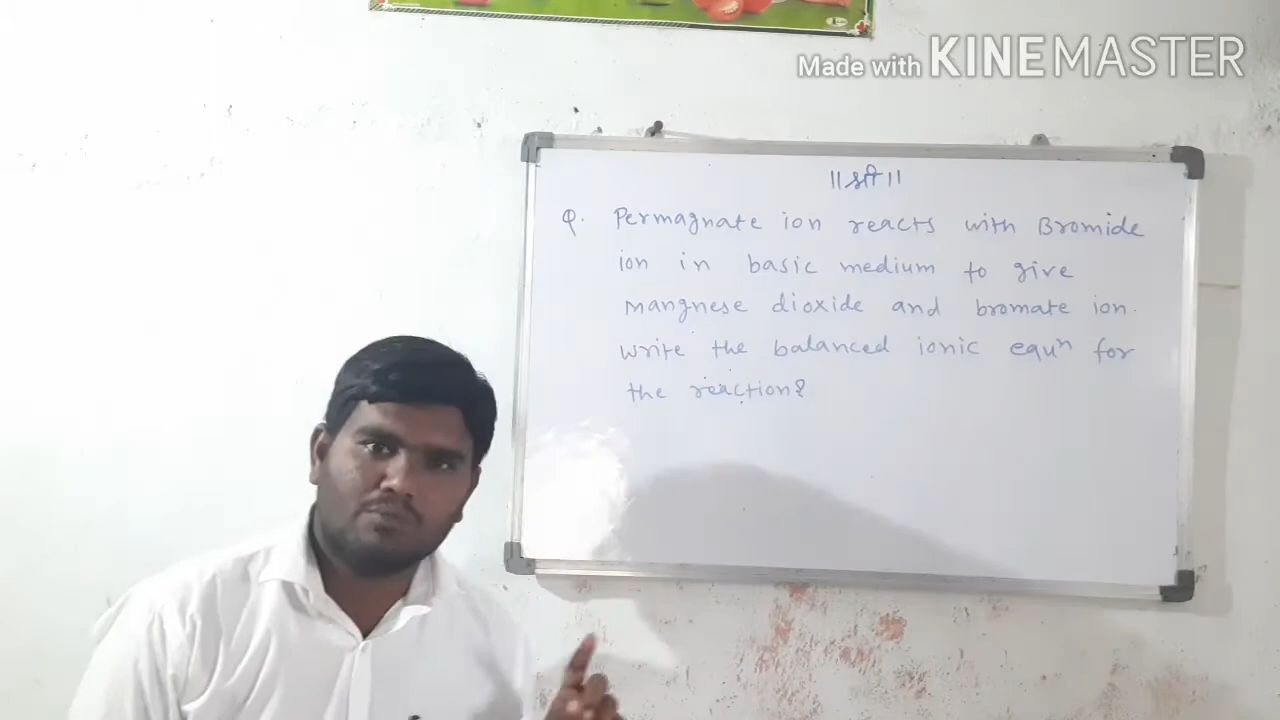 Made with KINEMASTER
॥ श्री ॥
Q. Permagnate ion reacts with Bromide
ion in basic medium to give
mangnese dioxide and bromate ion.
write the balanced ionic equⁿ for
the reaction?